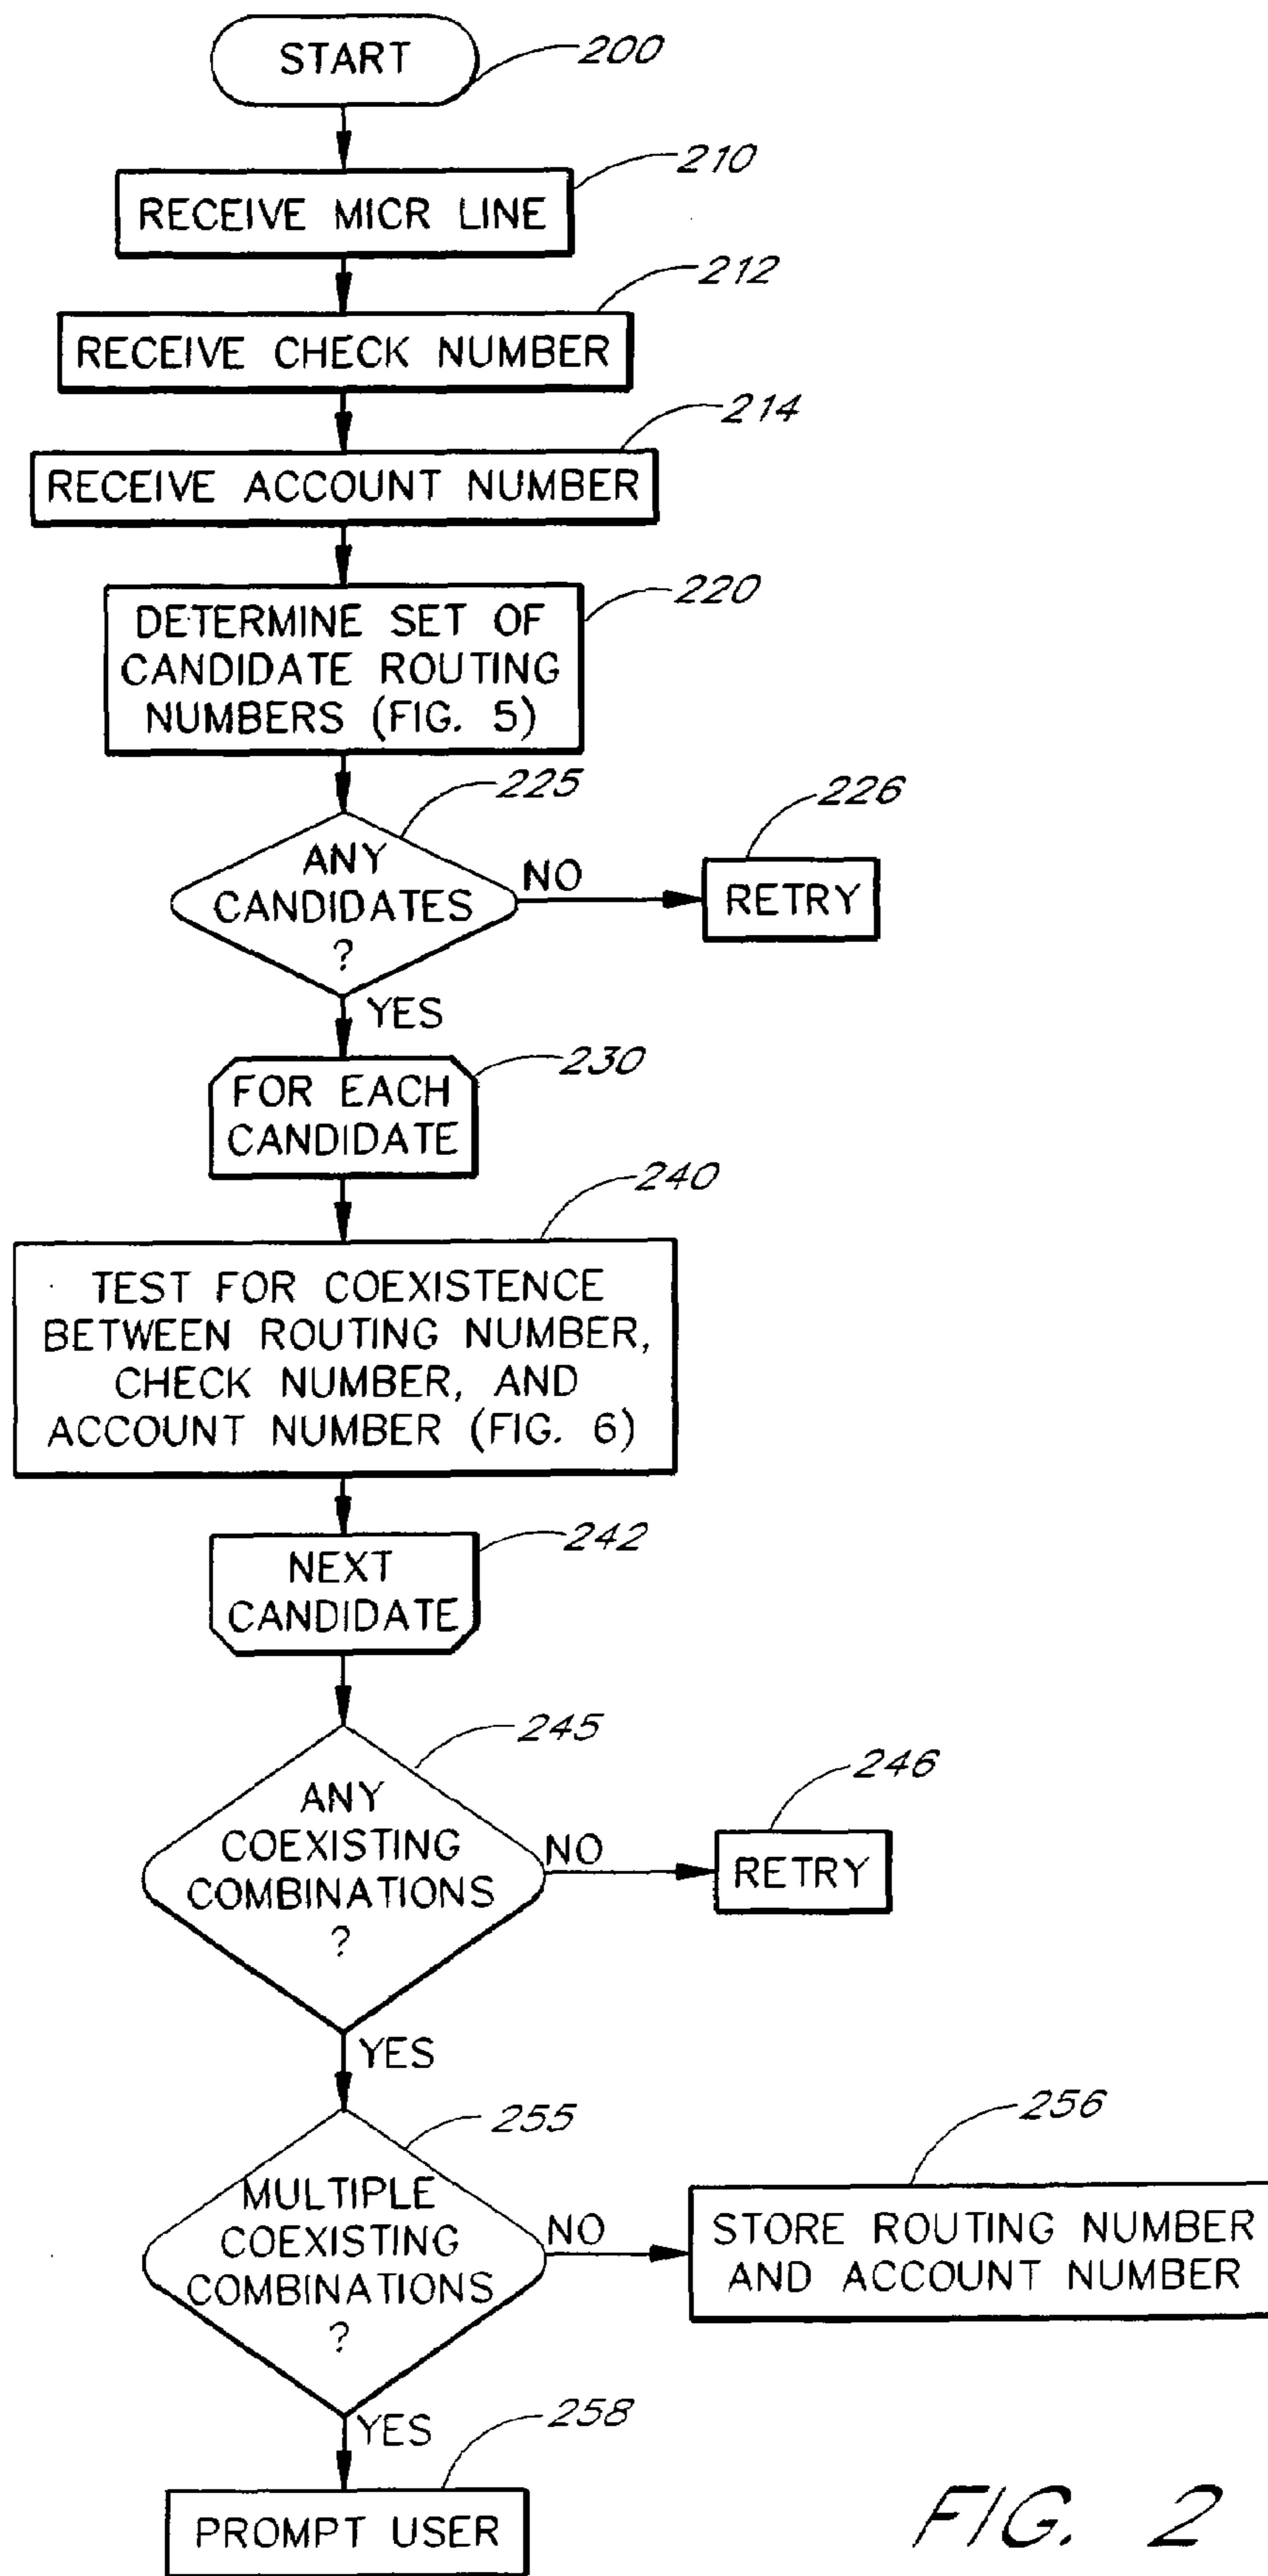 START
200
210
RECEIVE MICR LINE
212
RECEIVE CHECK NUMBER
214
RECEIVE ACCOUNT NUMBER
220
DETERMINE SET OF
CANDIDATE ROUTING
NUMBERS (FIG. 5)
225
ANY
CANDIDATES
?
NO
226
RETRY
YES
230
FOR EACH
CANDIDATE
240
TEST FOR COEXISTENCE
BETWEEN ROUTING NUMBER,
CHECK NUMBER, AND
ACCOUNT NUMBER (FIG. 6)
242
NEXT
CANDIDATE
245
ANY
COEXISTING
COMBINATIONS
?
NO
246
RETRY
YES
255
MULTIPLE
COEXISTING
COMBINATIONS
?
NO
256
STORE ROUTING NUMBER
AND ACCOUNT NUMBER
YES
258
PROMPT USER
FIG. 2